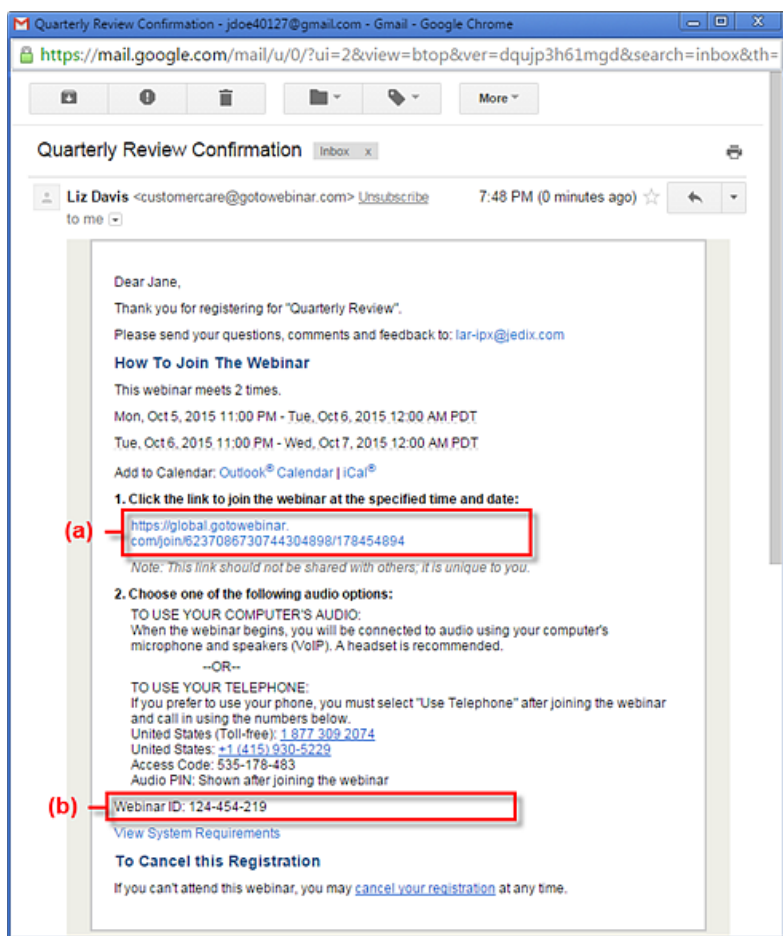 Quarterly Review Confirmation - jdoe40127@gmail.com - Gmail - Google Chrome
https://mail.google.com/mail/u/0/?ui=2&view=btop&ver=dqujp3h61mgd&search=inbox&th=
More
Quarterly Review Confirmation Inbox x
Liz Davis <customercare@gotowebinar.com> Unsubscribe 7:48 PM (0 minutes ago)
to me
Dear Jane,
Thank you for registering for "Quarterly Review".
Please send your questions, comments and feedback to: lar-ipx@jedix.com
How To Join The Webinar
This webinar meets 2 times.
Mon, Oct 5, 2015 11:00 PM - Tue, Oct 6, 2015 12:00 AM PDT
Tue, Oct 6, 2015 11:00 PM - Wed, Oct 7, 2015 12:00 AM PDT
Add to Calendar: Outlook® Calendar | iCal®
1. Click the link to join the webinar at the specified time and date:
(a)
https://global.gotowebinar.
com/join/6237086730744304898/178454894
Note: This link should not be shared with others; it is unique to you.
2. Choose one of the following audio options:
TO USE YOUR COMPUTER'S AUDIO:
When the webinar begins, you will be connected to audio using your computer's
microphone and speakers (VoIP). A headset is recommended.
--OR--
TO USE YOUR TELEPHONE:
If you prefer to use your phone, you must select "Use Telephone" after joining the webinar
and call in using the numbers below.
United States (Toll-free): 1 877 309 2074
United States: +1 (415) 930-5229
Access Code: 535-178-483
Audio PIN: Shown after joining the webinar
(b)
Webinar ID: 124-454-219
View System Requirements
To Cancel this Registration
If you can't attend this webinar, you may cancel your registration at any time.